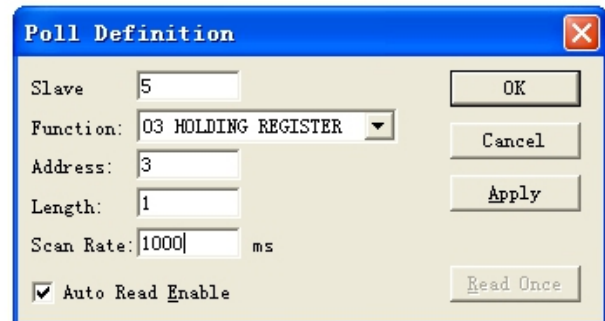 Poll Definition
Slave 5
OK
Function: 03 HOLDING REGISTER
Cancel
Address: 3
Length: 1
Apply
Scan Rate: 1000 ms
Auto Read Enable
Read Once